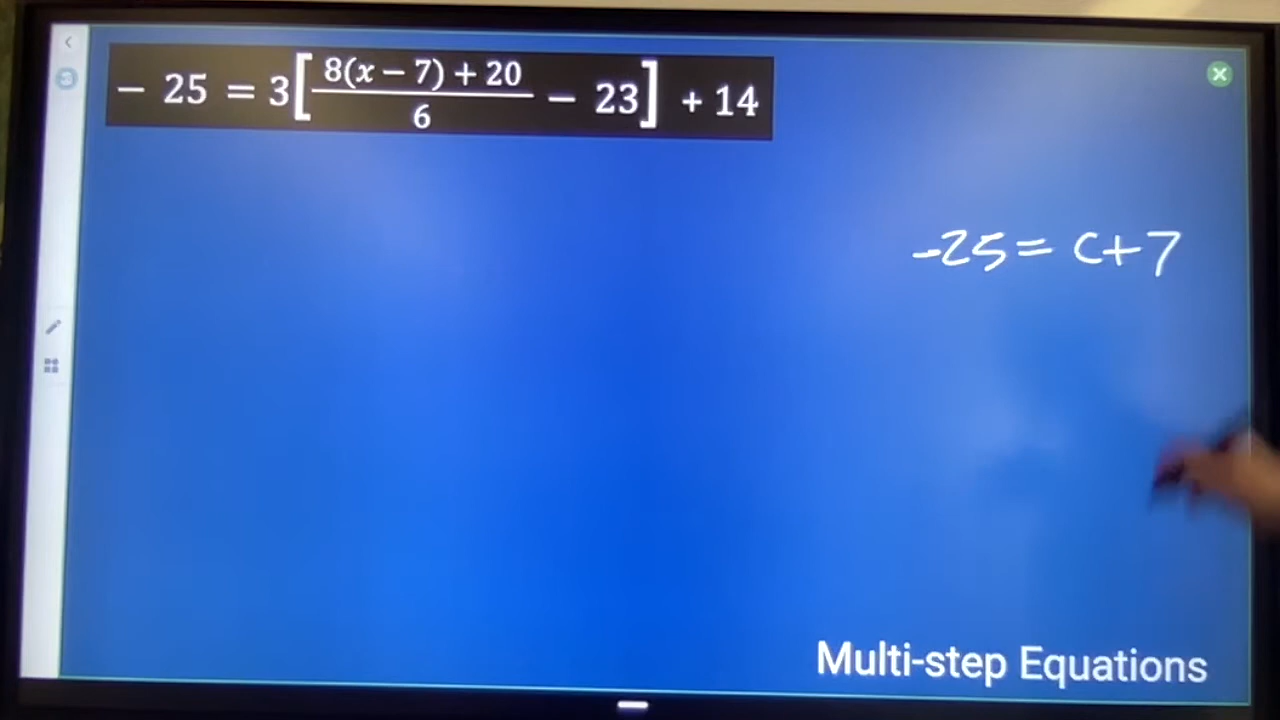 - 25 = 3[ (8(x - 7) + 20)/6 - 23 ] + 14
-25 = c+7
Multi-step Equations